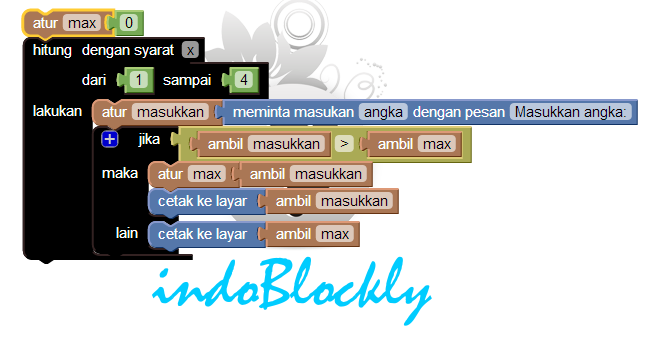 atur max 0
hitung dengan syarat x
dari 1 sampai 4
lakukan atur masukkan meminta masukan angka dengan pesan Masukkan angka:
+ jika ambil masukkan > ambil max
maka atur max ambil masukkan
cetak ke layar ambil masukkan
lain cetak ke layar ambil max
indoBlockly